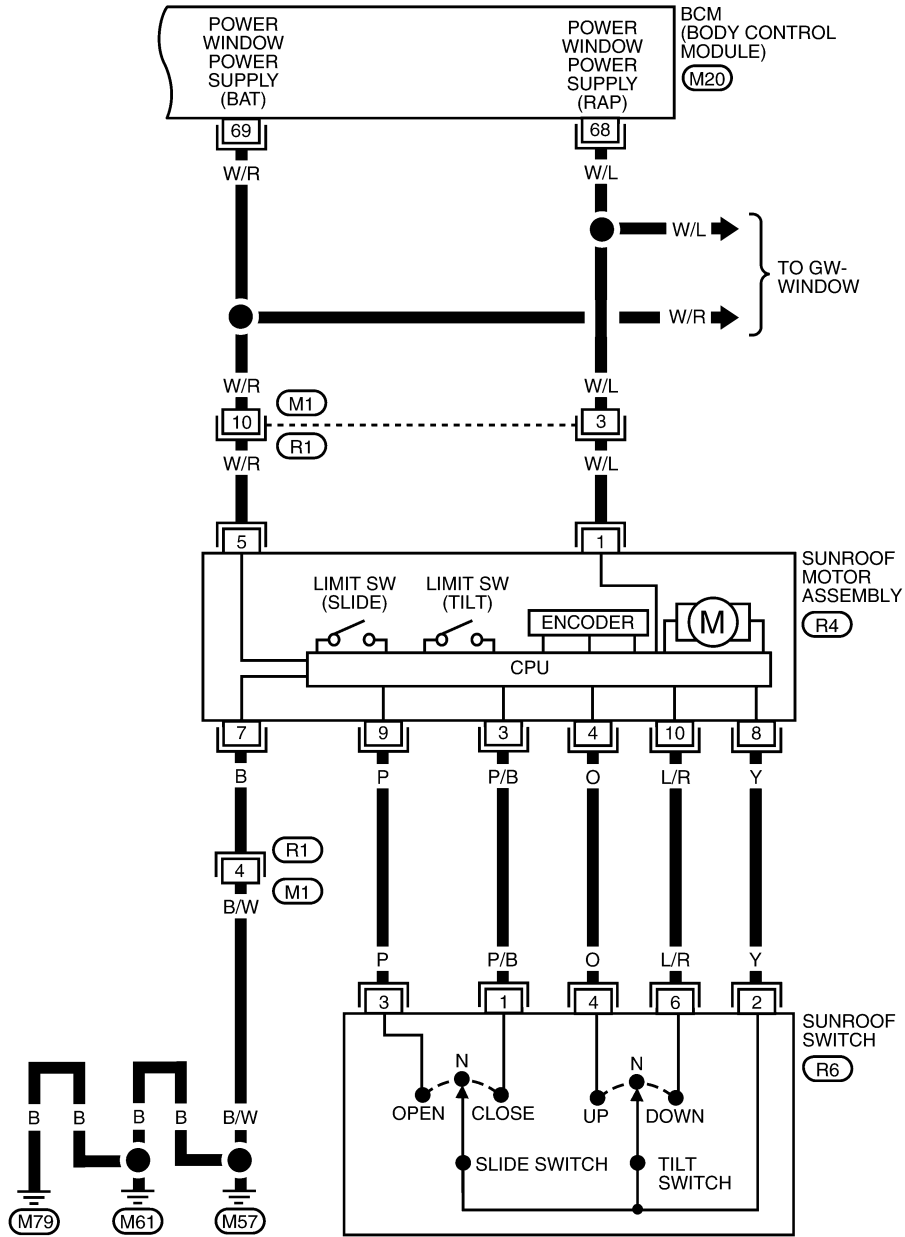 POWER
WINDOW
POWER
SUPPLY
(BAT)
POWER
WINDOW
POWER
SUPPLY
(RAP)
BCM
(BODY CONTROL
MODULE)
M20
69
68
W/R
W/L
W/L
TO GW-
WINDOW
W/R
W/R
M1
W/L
10
3
R1
W/R
W/L
5
1
SUNROOF
MOTOR
ASSEMBLY
R4
LIMIT SW
(SLIDE)
LIMIT SW
(TILT)
ENCODER
M
CPU
7
9
3
4
10
8
B
P
P/B
O
L/R
Y
R1
4
M1
B/W
P
P/B
O
L/R
Y
3
1
4
6
2
SUNROOF
SWITCH
R6
N
N
OPEN
CLOSE
UP
DOWN
SLIDE SWITCH
TILT
SWITCH
B
B
B
B
B/W
M79
M61
M57